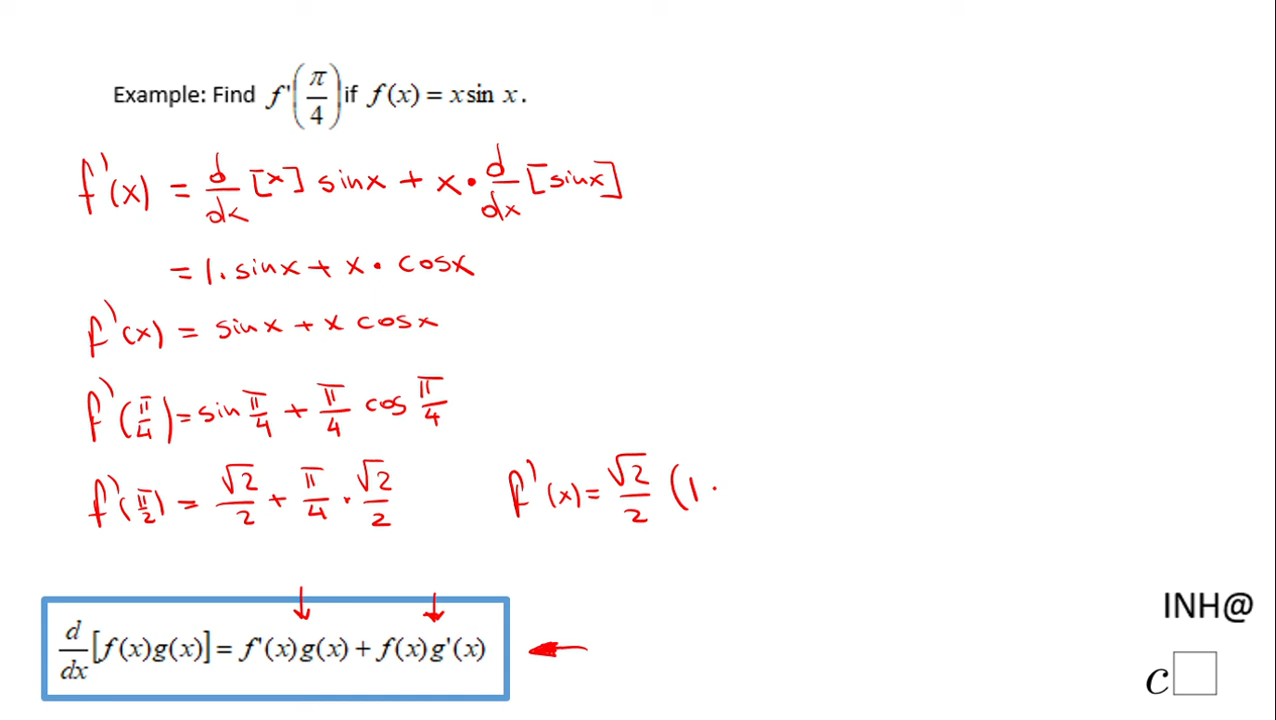 Example: Find f'(π/4) if f(x) = x sin x.
f'(x) = d/dx [x] sinx + x · d/dx [sinx]
= 1 · sinx + x · cosx
f'(x) = sinx + x cosx
f'(π/4) = sin π/4 + π/4 cos π/4
f'(π/2) = √2/2 + π/4 · √2/2
f'(x) = √2/2 (1 ·
d/dx [f(x)g(x)] = f'(x)g(x) + f(x)g'(x)
INH@
c